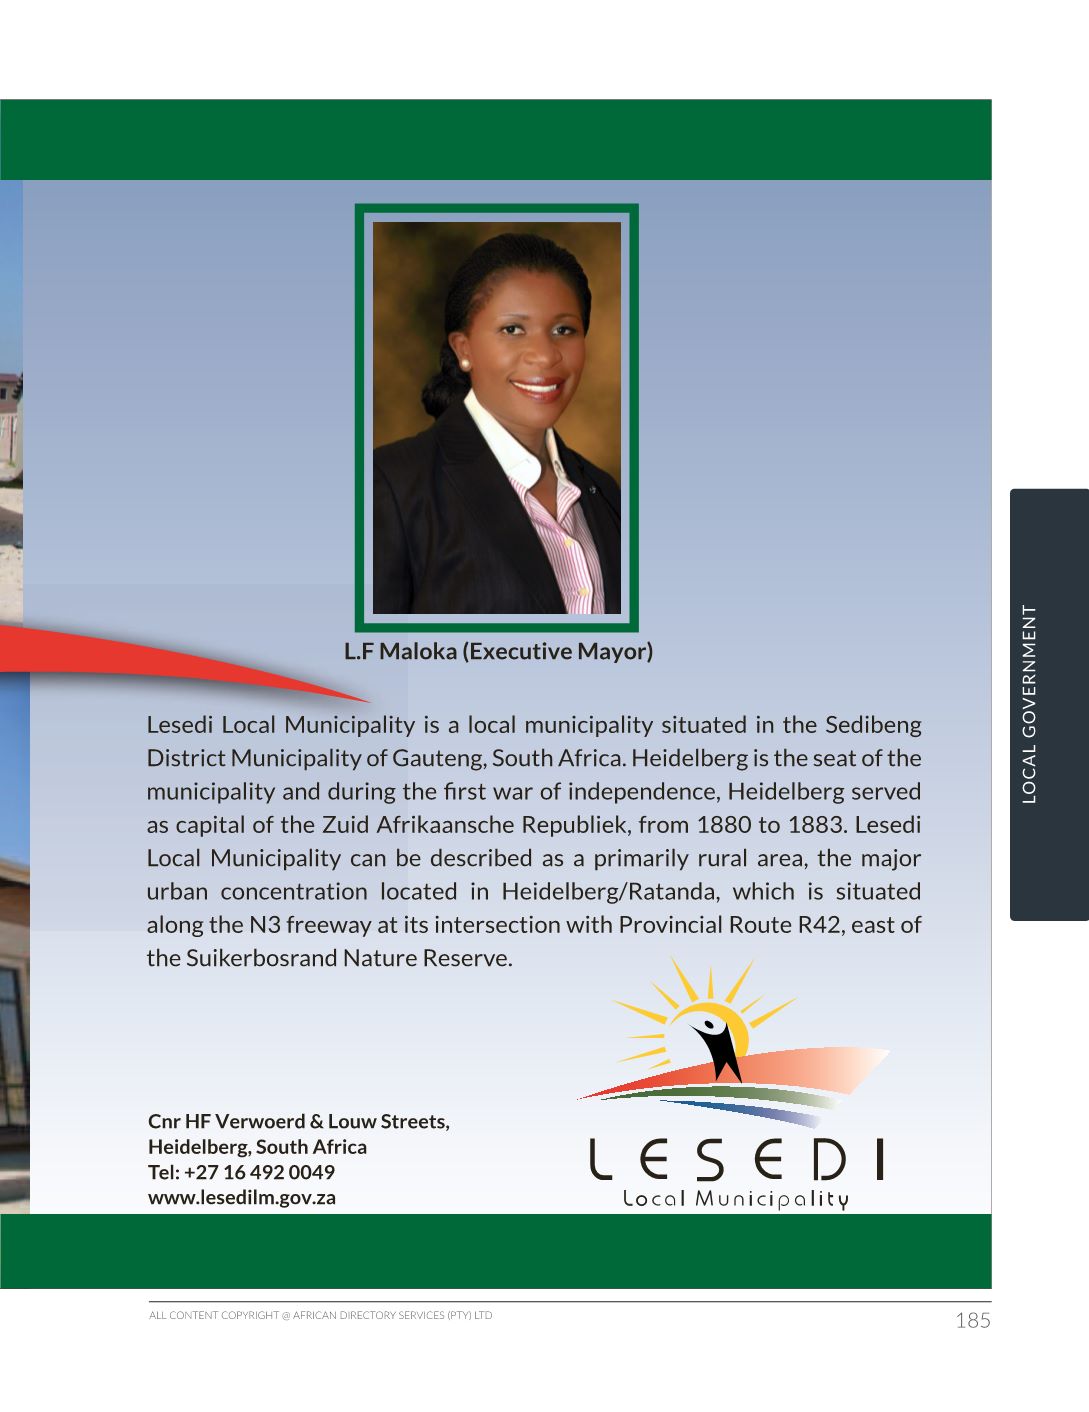 L.F Maloka (Executive Mayor)
Lesedi Local Municipality is a local municipality situated in the Sedibeng
District Municipality of Gauteng, South Africa. Heidelberg is the seat of the
municipality and during the first war of independence, Heidelberg served
as capital of the Zuid Afrikaansche Republiek, from 1880 to 1883. Lesedi
Local Municipality can be described as a primarily rural area, the major
urban concentration located in Heidelberg/Ratanda, which is situated
along the N3 freeway at its intersection with Provincial Route R42, east of
the Suikerbosrand Nature Reserve.
Cnr HF Verwoerd & Louw Streets,
Heidelberg, South Africa
Tel: +27 16 492 0049
www.lesedilm.gov.za
LESEDI
Local Municipality
LOCAL GOVERNMENT
ALL CONTENT COPYRIGHT @ AFRICAN DIRECTORY SERVICES (PTY) LTD
185